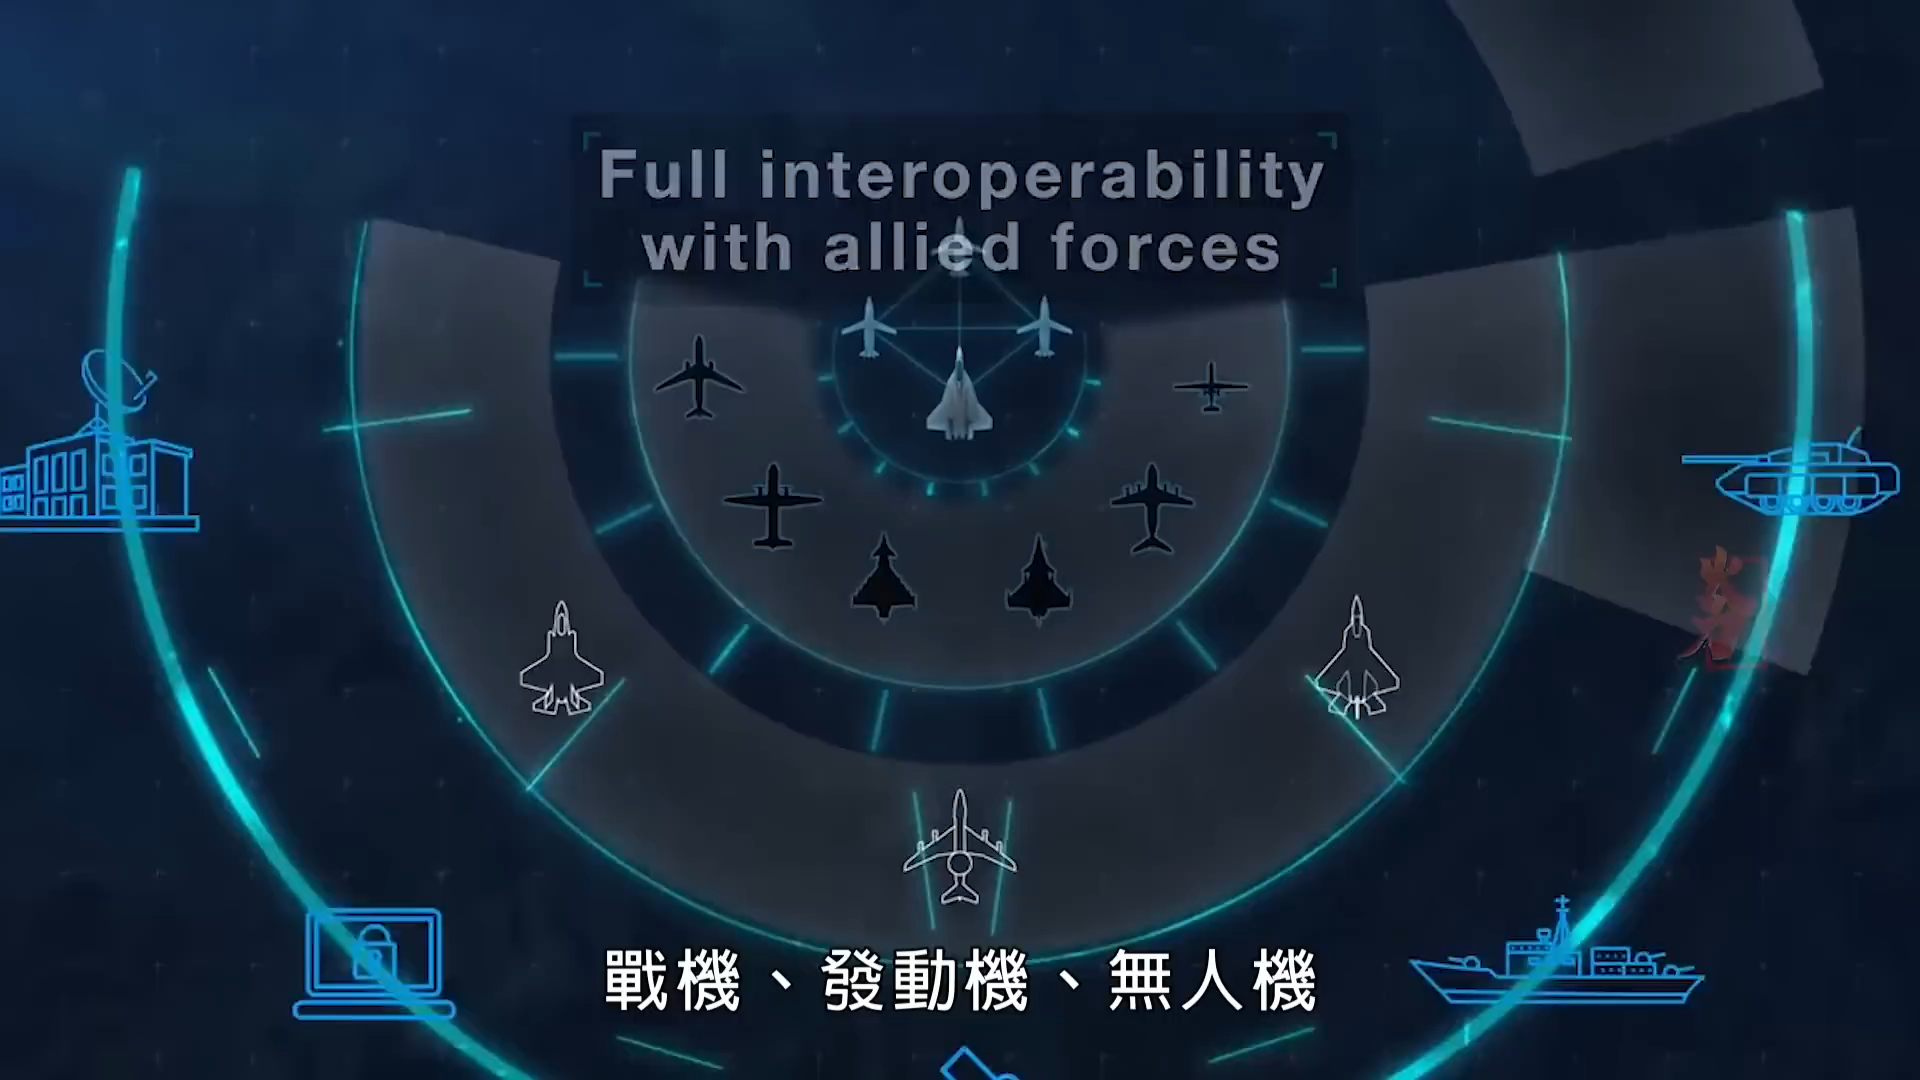 Full interoperability
with allied forces
戰機、發動機、無人機